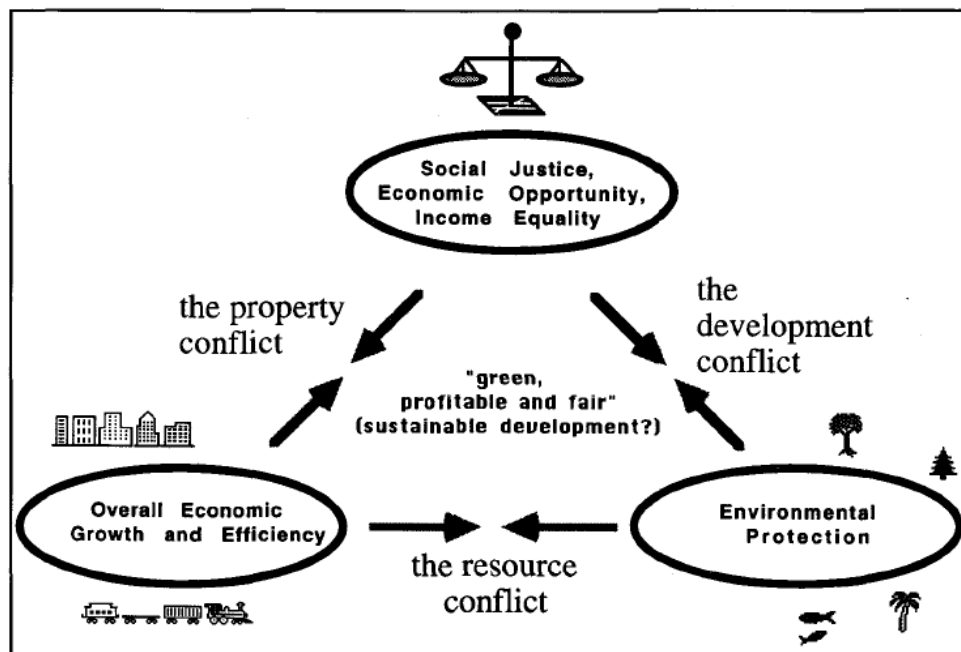 Social Justice,
Economic Opportunity,
Income Equality
the property
conflict
the
development
conflict
"green,
profitable and fair"
(sustainable development?)
Overall Economic
Growth and Efficiency
Environmental
Protection
the resource
conflict